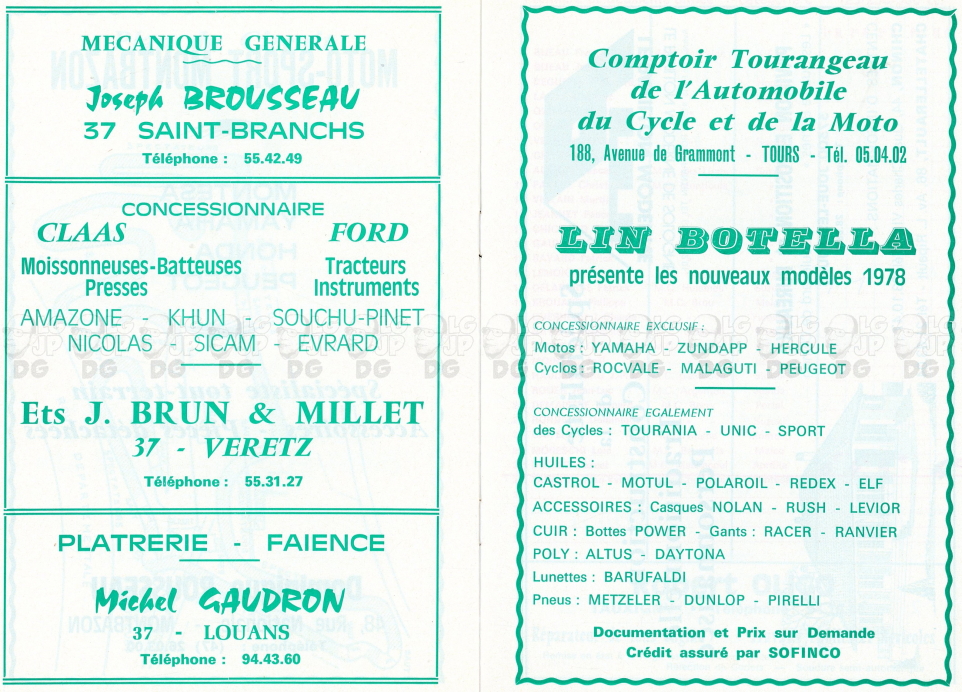 MECANIQUE GENERALE
Joseph BROUSSEAU
37 SAINT-BRANCHS
Téléphone : 55.42.49
CONCESSIONNAIRE
CLAAS FORD
Moissonneuses-Batteuses Tracteurs
Presses Instruments
AMAZONE - KHUN - SOUCHU-PINET
NICOLAS - SICAM - EVRARD
Ets J. BRUN & MILLET
37 - VERETZ
Téléphone : 55.31.27
PLATRERIE - FAIENCE
Michel GAUDRON
37 - LOUANS
Téléphone : 94.43.60
Comptoir Tourangeau
de l'Automobile
du Cycle et de la Moto
188, Avenue de Grammont - TOURS - Tél. 05.04.02
LIN BOTELLA
présente les nouveaux modèles 1978
CONCESSIONNAIRE EXCLUSIF :
Motos : YAMAHA - ZUNDAPP - HERCULE
Cyclos : ROCVALE - MALAGUTI - PEUGEOT
CONCESSIONNAIRE EGALEMENT
des Cycles : TOURANIA - UNIC - SPORT
HUILES :
CASTROL - MOTUL - POLAROIL - REDEX - ELF
ACCESSOIRES : Casques NOLAN - RUSH - LEVIOR
CUIR : Bottes POWER - Gants : RACER - RANVIER
POLY : ALTUS - DAYTONA
Lunettes : BARUFALDI
Pneus : METZELER - DUNLOP - PIRELLI
Documentation et Prix sur Demande
Crédit assuré par SOFINCO